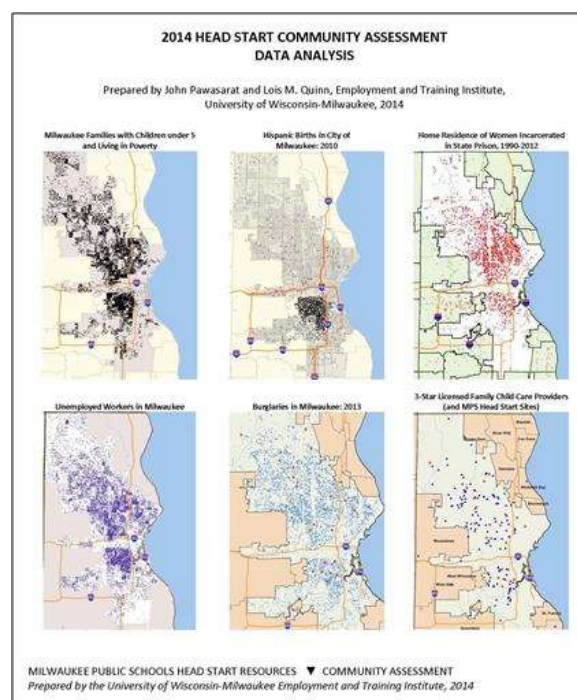 2014 HEAD START COMMUNITY ASSESSMENT
DATA ANALYSIS
Prepared by John Pawasarat and Lois M. Quinn, Employment and Training Institute,
University of Wisconsin-Milwaukee, 2014
Milwaukee Families with Children under 5
and Living in Poverty
Hispanic Births in City of
Milwaukee: 2010
Home Residence of Women Incarcerated
in State Prison, 1990-2012
Unemployed Workers in Milwaukee
Burglaries in Milwaukee: 2013
3-Star Licensed Family Child Care Providers
(and MPS Head Start Sites)
MILWAUKEE PUBLIC SCHOOLS HEAD START RESOURCES ▼ COMMUNITY ASSESSMENT
Prepared by the University of Wisconsin-Milwaukee Employment and Training Institute, 2014